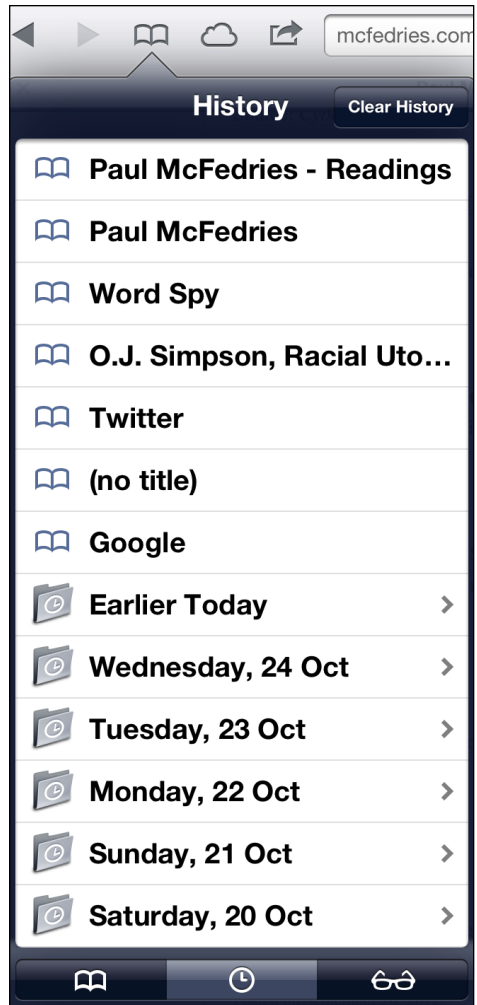 mcfedries.com
History
Clear History
Paul McFedries - Readings
Paul McFedries
Word Spy
O.J. Simpson, Racial Uto...
Twitter
(no title)
Google
Earlier Today
Wednesday, 24 Oct
Tuesday, 23 Oct
Monday, 22 Oct
Sunday, 21 Oct
Saturday, 20 Oct